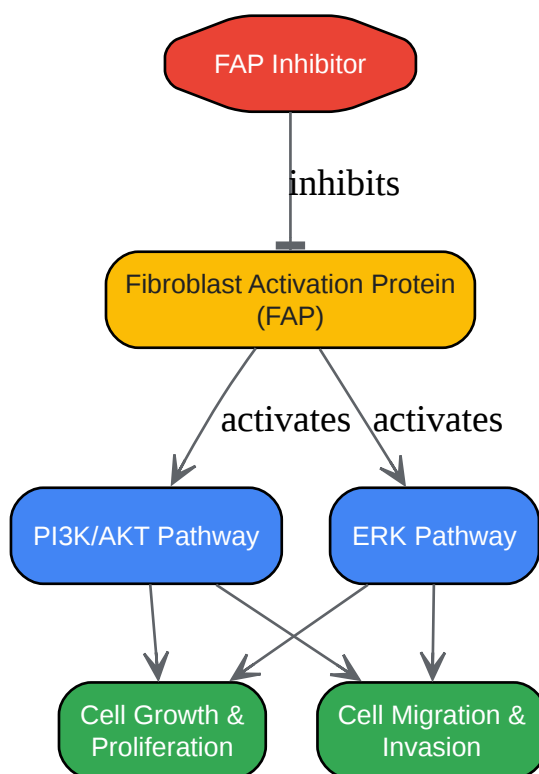 FAP Inhibitor
inhibits
Fibroblast Activation Protein
(FAP)
activates activates
PI3K/AKT Pathway
ERK Pathway
Cell Growth &
Proliferation
Cell Migration &
Invasion